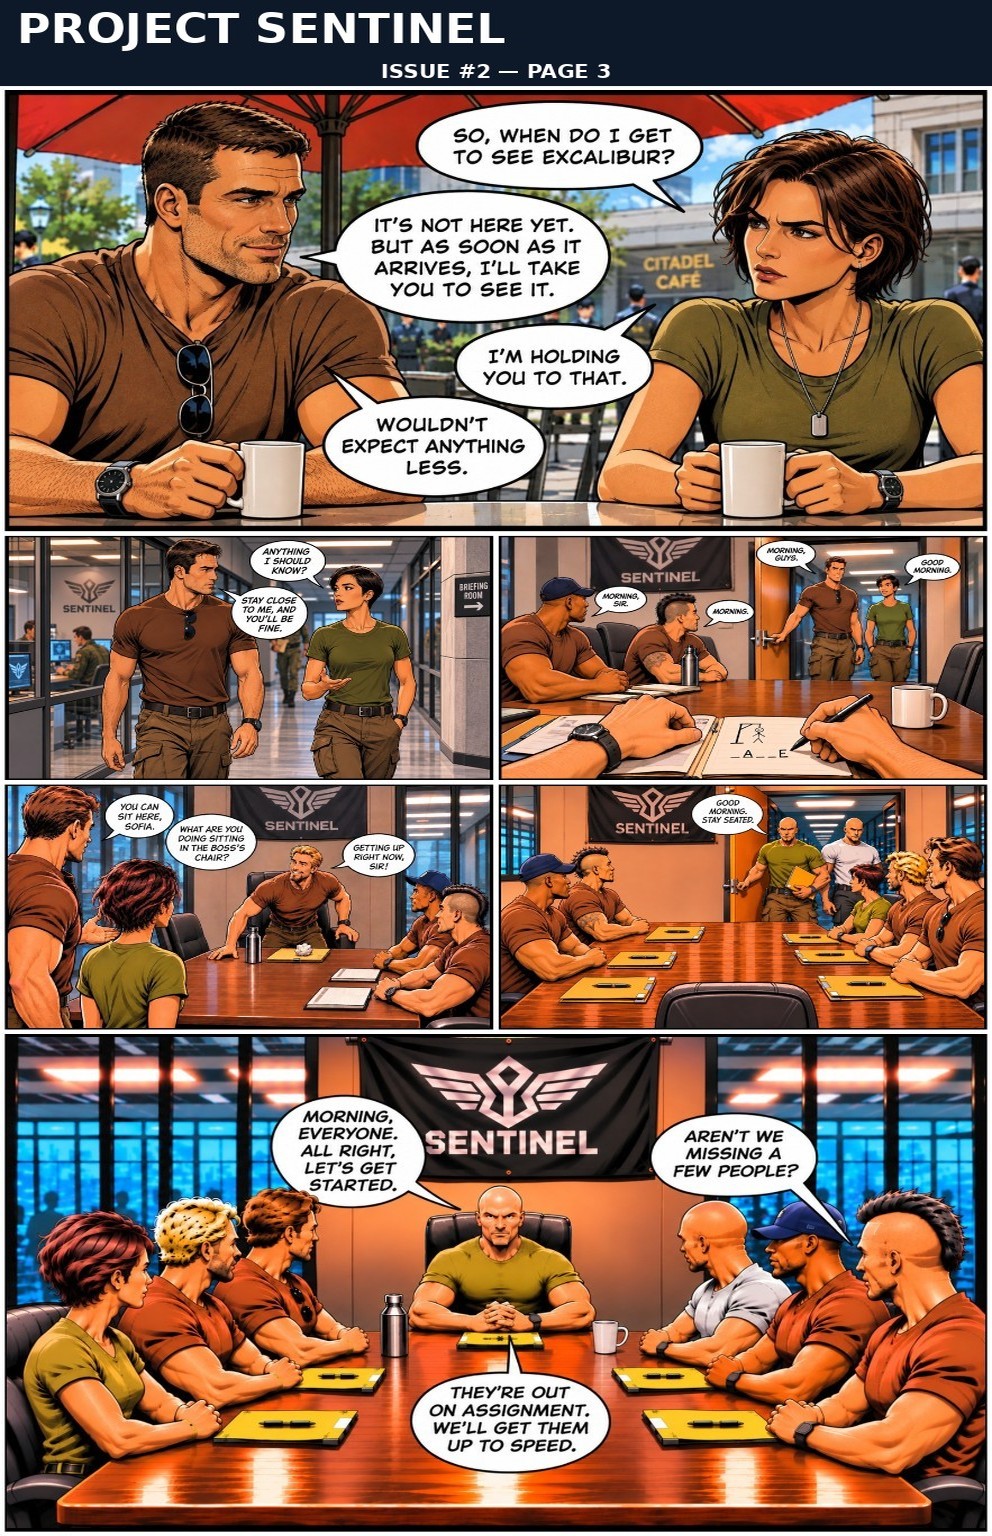 PROJECT SENTINEL
ISSUE #2 — PAGE 3
SO, WHEN DO I GET
TO SEE EXCALIBUR?
IT'S NOT HERE YET.
BUT AS SOON AS IT
ARRIVES, I'LL TAKE
YOU TO SEE IT.
CITADEL
CAFÉ
I'M HOLDING
YOU TO THAT.
WOULDN'T
EXPECT ANYTHING
LESS.
SENTINEL
ANYTHING
I SHOULD
KNOW?
STAY CLOSE
TO ME, AND
YOU'LL BE
FINE.
BRIEFING
ROOM
→
SENTINEL
MORNING,
SIR.
MORNING.
MORNING,
GUYS.
GOOD
MORNING.
_A__E
YOU CAN
SIT HERE,
SOFIA.
WHAT ARE YOU
DOING SITTING
IN THE BOSS'S
CHAIR?
SENTINEL
GETTING UP
RIGHT NOW,
SIR!
SENTINEL
GOOD
MORNING.
STAY SEATED.
SENTINEL
MORNING,
EVERYONE.
ALL RIGHT,
LET'S GET
STARTED.
AREN'T WE
MISSING A
FEW PEOPLE?
THEY'RE OUT
ON ASSIGNMENT.
WE'LL GET THEM
UP TO SPEED.